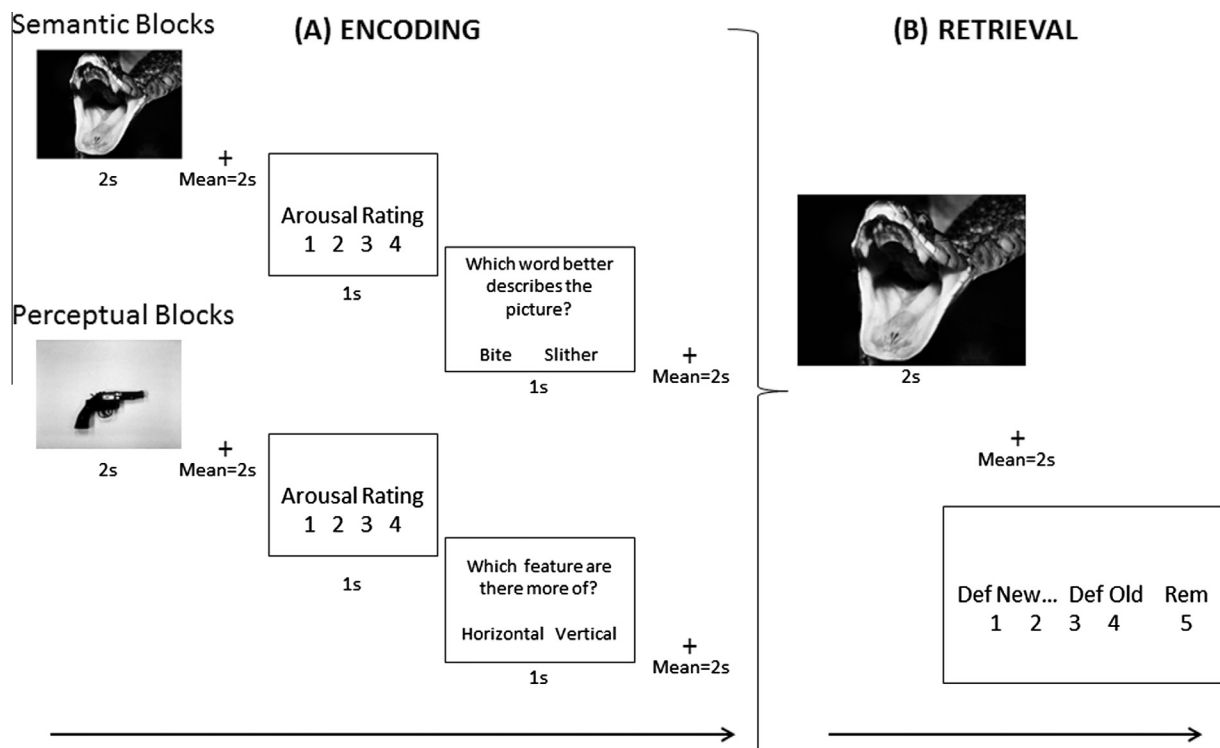 Semantic Blocks
(A) ENCODING
2s
+
Mean=2s
Arousal Rating
1 2 3 4
1s
Which word better
describes the
picture?
Bite Slither
1s
+
Mean=2s
Perceptual Blocks
2s
+
Mean=2s
Arousal Rating
1 2 3 4
1s
Which feature are
there more of?
Horizontal Vertical
1s
+
Mean=2s
(B) RETRIEVAL
2s
+
Mean=2s
Def New... Def Old Rem
1 2 3 4 5